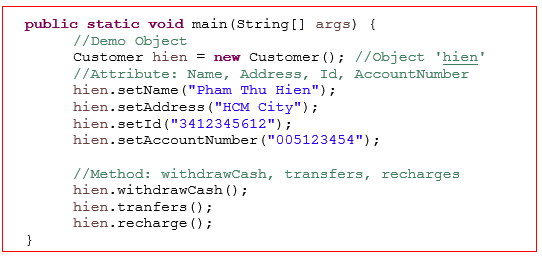 public static void main(String[] args) {
//Demo Object
Customer hien = new Customer(); //Object 'hien'
//Attribute: Name, Address, Id, AccountNumber
hien.setName("Pham Thu Hien");
hien.setAddress("HCM City");
hien.setId("3412345612");
hien.setAccountNumber("005123454");
//Method: withdrawCash, tranfers, recharges
hien.withdrawCash();
hien.tranfers();
hien.recharge();
}